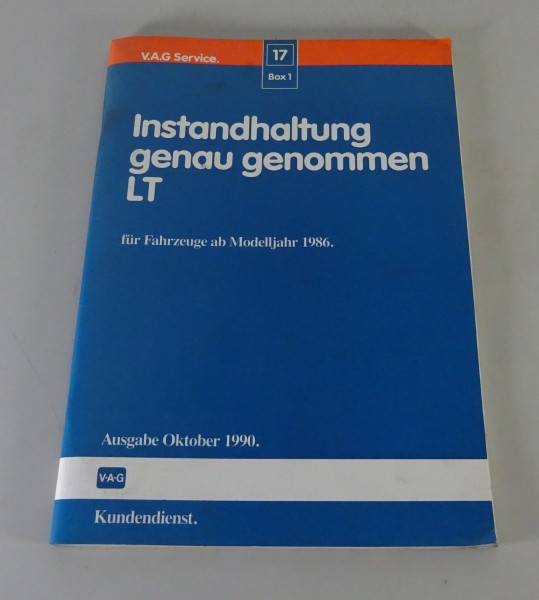 V.A.G Service.
17
Box 1
Instandhaltung
genau genommen
LT
für Fahrzeuge ab Modelljahr 1986.
Ausgabe Oktober 1990.
V·A·G
Kundendienst.